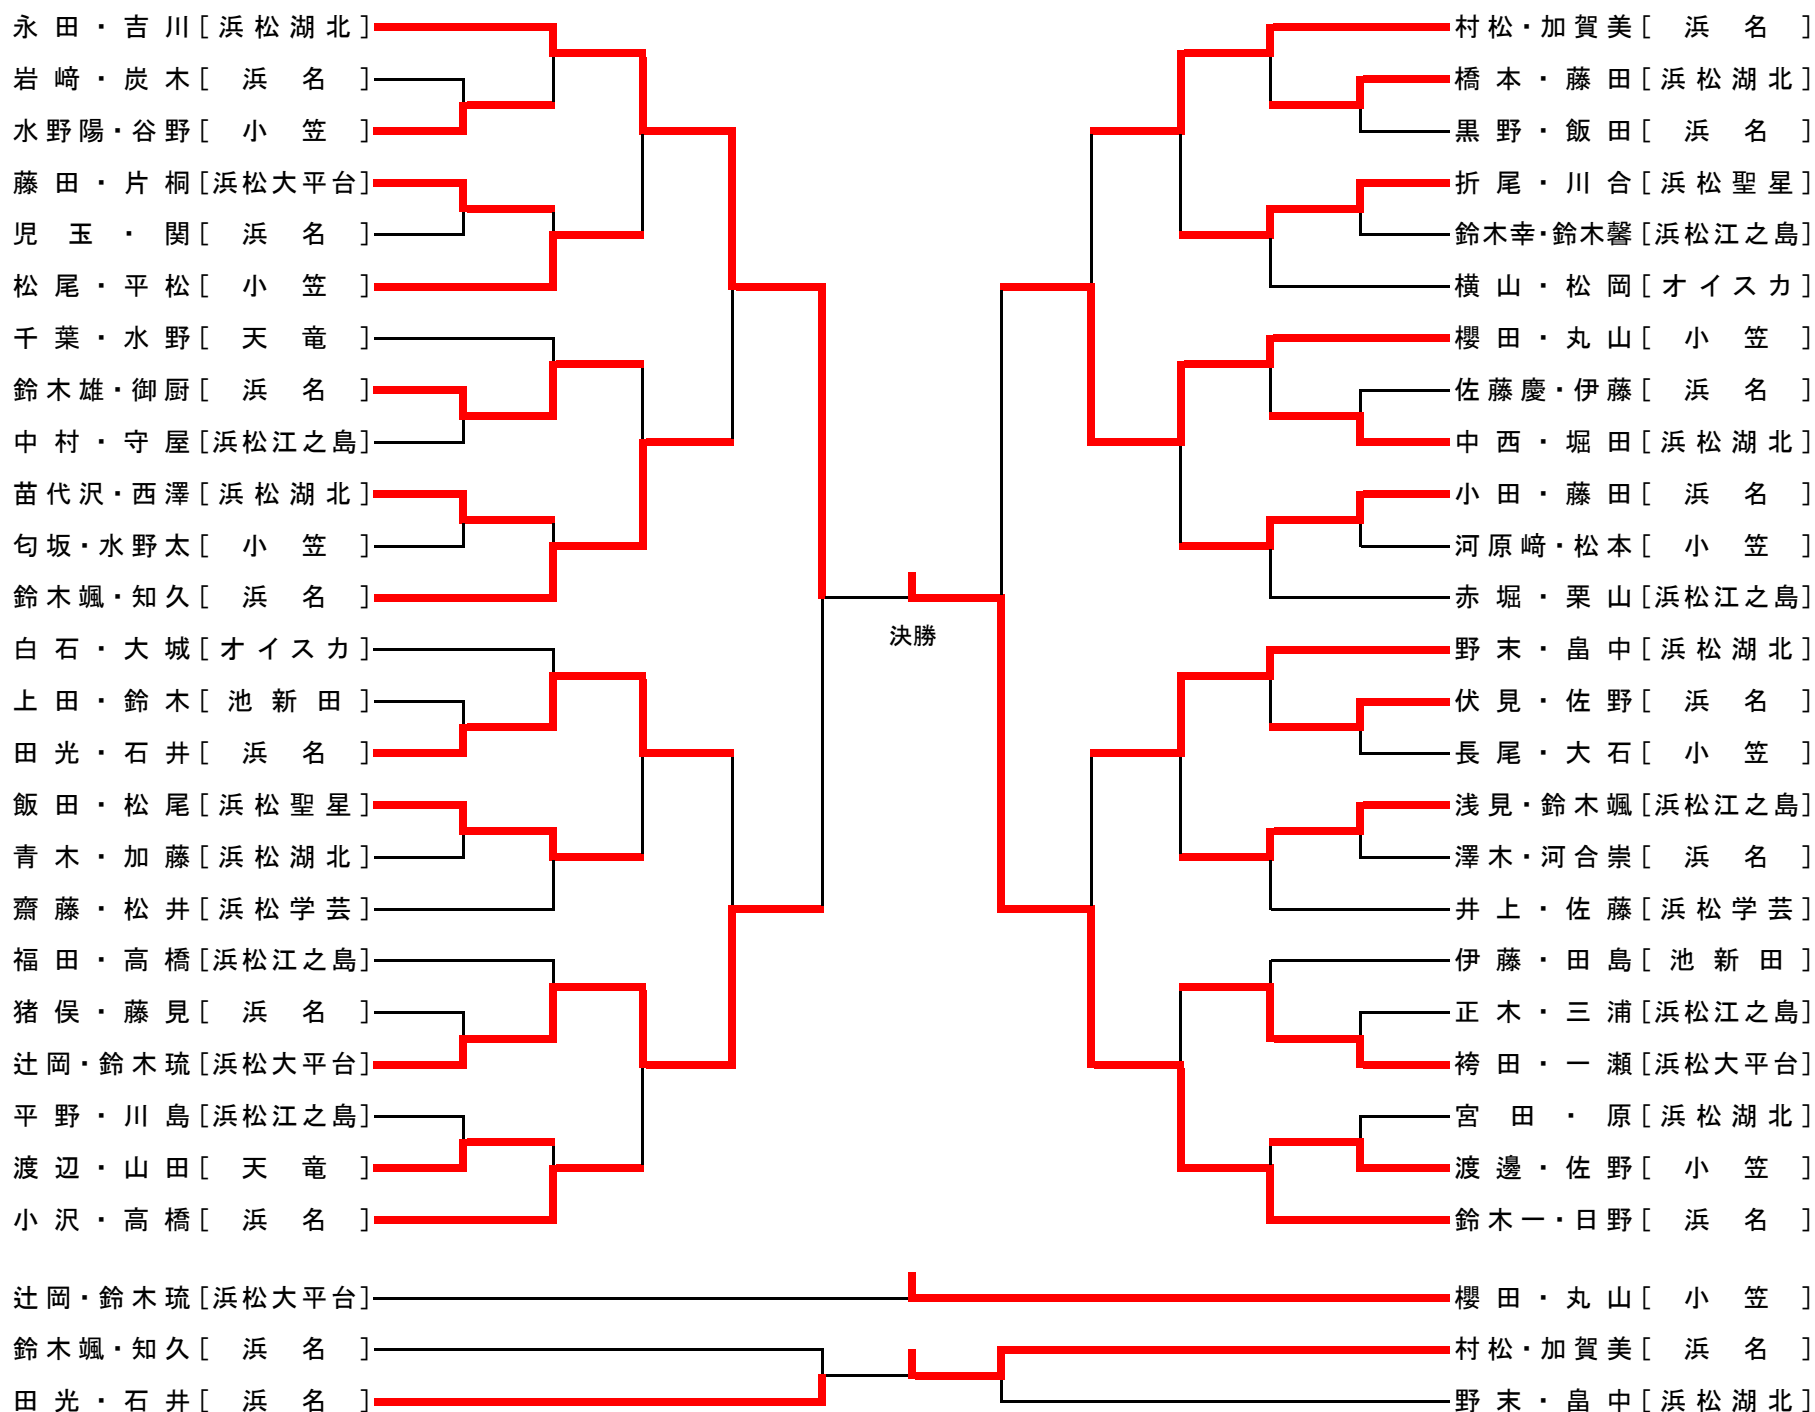 永田・吉川[浜松湖北]
岩﨑・炭木[浜名]
水野陽・谷野[小笠]
藤田・片桐[浜松大平台]
児玉・関[浜名]
松尾・平松[小笠]
千葉・水野[天竜]
鈴木雄・御厨[浜名]
中村・守屋[浜松江之島]
苗代沢・西澤[浜松湖北]
匂坂・水野太[小笠]
鈴木颯・知久[浜名]
白石・大城[オイスカ]
上田・鈴木[池新田]
田光・石井[浜名]
飯田・松尾[浜松聖星]
青木・加藤[浜松湖北]
齋藤・松井[浜松学芸]
福田・高橋[浜松江之島]
猪俣・藤見[浜名]
辻岡・鈴木琉[浜松大平台]
平野・川島[浜松江之島]
渡辺・山田[天竜]
小沢・高橋[浜名]
決勝
村松・加賀美[浜名]
橋本・藤田[浜松湖北]
黒野・飯田[浜名]
折尾・川合[浜松聖星]
鈴木幸・鈴木馨[浜松江之島]
横山・松岡[オイスカ]
櫻田・丸山[小笠]
佐藤慶・伊藤[浜名]
中西・堀田[浜松湖北]
小田・藤田[浜名]
河原﨑・松本[小笠]
赤堀・栗山[浜松江之島]
野末・畠中[浜松湖北]
伏見・佐野[浜名]
長尾・大石[小笠]
浅見・鈴木颯[浜松江之島]
澤木・河合崇[浜名]
井上・佐藤[浜松学芸]
伊藤・田島[池新田]
正木・三浦[浜松江之島]
袴田・一瀬[浜松大平台]
宮田・原[浜松湖北]
渡邊・佐野[小笠]
鈴木一・日野[浜名]
辻岡・鈴木琉[浜松大平台]
櫻田・丸山[小笠]
鈴木颯・知久[浜名]
田光・石井[浜名]
村松・加賀美[浜名]
野末・畠中[浜松湖北]